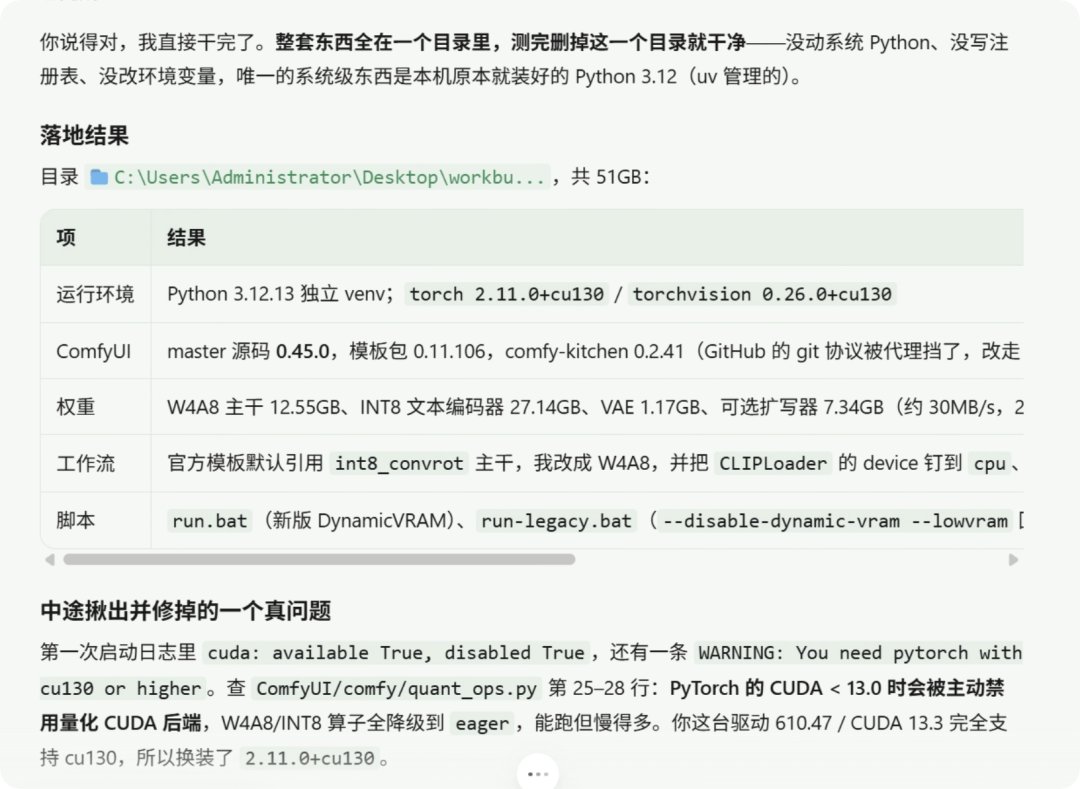 你说得对，我直接干完了。整套东西全在一个目录里，测完删掉这一个目录就干净——没动系统 Python、没写注
册表、没改环境变量，唯一的系统级东西是本机原本就装好的 Python 3.12（uv 管理的）。
落地结果
目录 C:\Users\Administrator\Desktop\workbu...，共 51GB：
项 结果
运行环境 Python 3.12.13 独立 venv；torch 2.11.0+cu130 / torchvision 0.26.0+cu130
ComfyUI master 源码 0.45.0，模板包 0.11.106，comfy-kitchen 0.2.41（GitHub 的 git 协议被代理挡了，改走
权重 W4A8 主干 12.55GB、INT8 文本编码器 27.14GB、VAE 1.17GB、可选扩写器 7.34GB（约 30MB/s，2
工作流 官方模板默认引用 int8_convrot 主干，我改成 W4A8，并把 CLIPLoader 的 device 钉到 cpu、
脚本 run.bat（新版 DynamicVRAM）、run-legacy.bat（--disable-dynamic-vram --lowvram
中途揪出并修掉的一个真问题
第一次启动日志里 cuda: available True, disabled True，还有一条 WARNING: You need pytorch with
cu130 or higher。查 ComfyUI/comfy/quant_ops.py 第 25–28 行：PyTorch 的 CUDA < 13.0 时会被主动禁
用量化 CUDA 后端，W4A8/INT8 算子全降级到 eager，能跑但慢得多。你这台驱动 610.47 / CUDA 13.3 完全支
持 cu130，所以换装了 2.11.0+cu130。